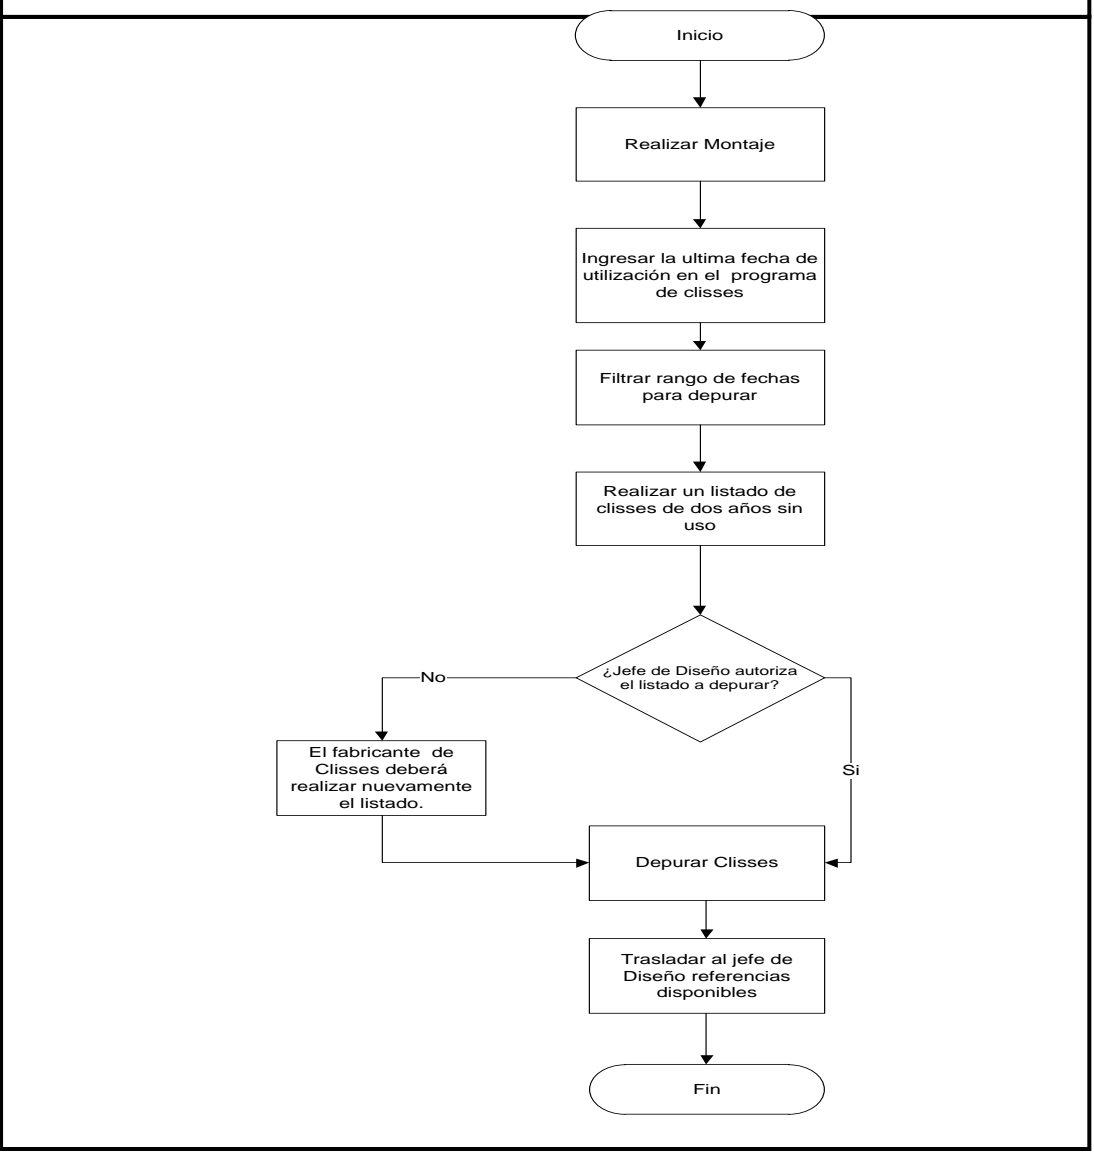 Inicio
Realizar Montaje
Ingresar la ultima fecha de
utilización en el programa
de clisses
Filtrar rango de fechas
para depurar
Realizar un listado de
clisses de dos años sin
uso
¿Jefe de Diseño autoriza
el listado a depurar?
No
El fabricante de
Clisses deberá
realizar nuevamente
el listado.
Si
Depurar Clisses
Trasladar al jefe de
Diseño referencias
disponibles
Fin